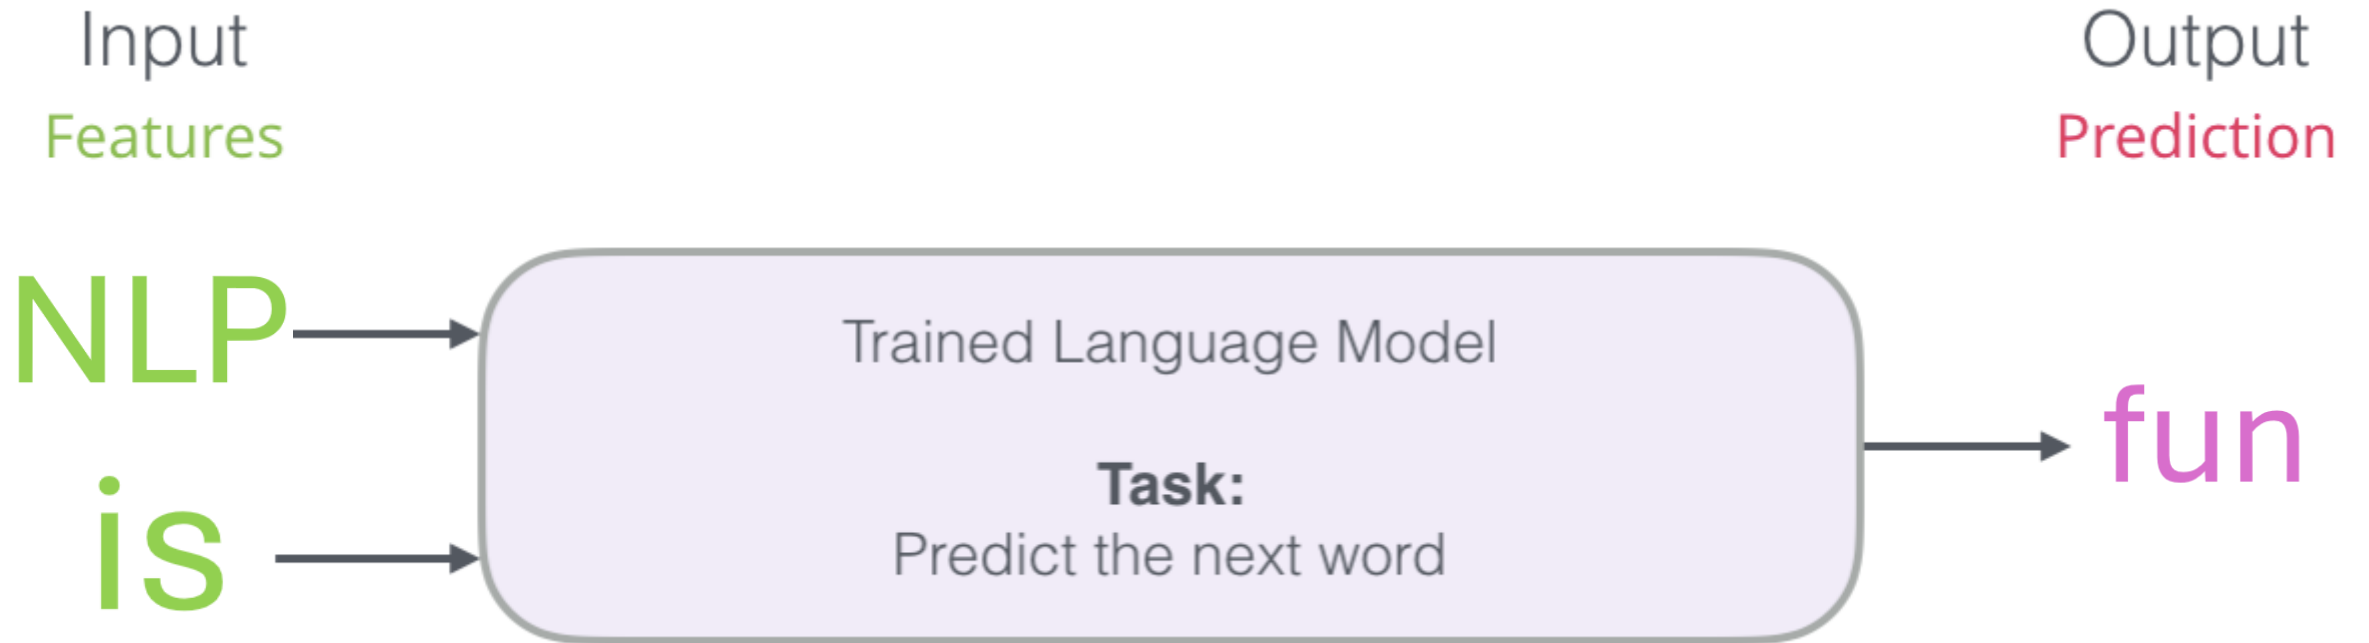 Input
Output
Features
Prediction
NLP
Trained Language Model
fun
Task:
is
Predict the next word